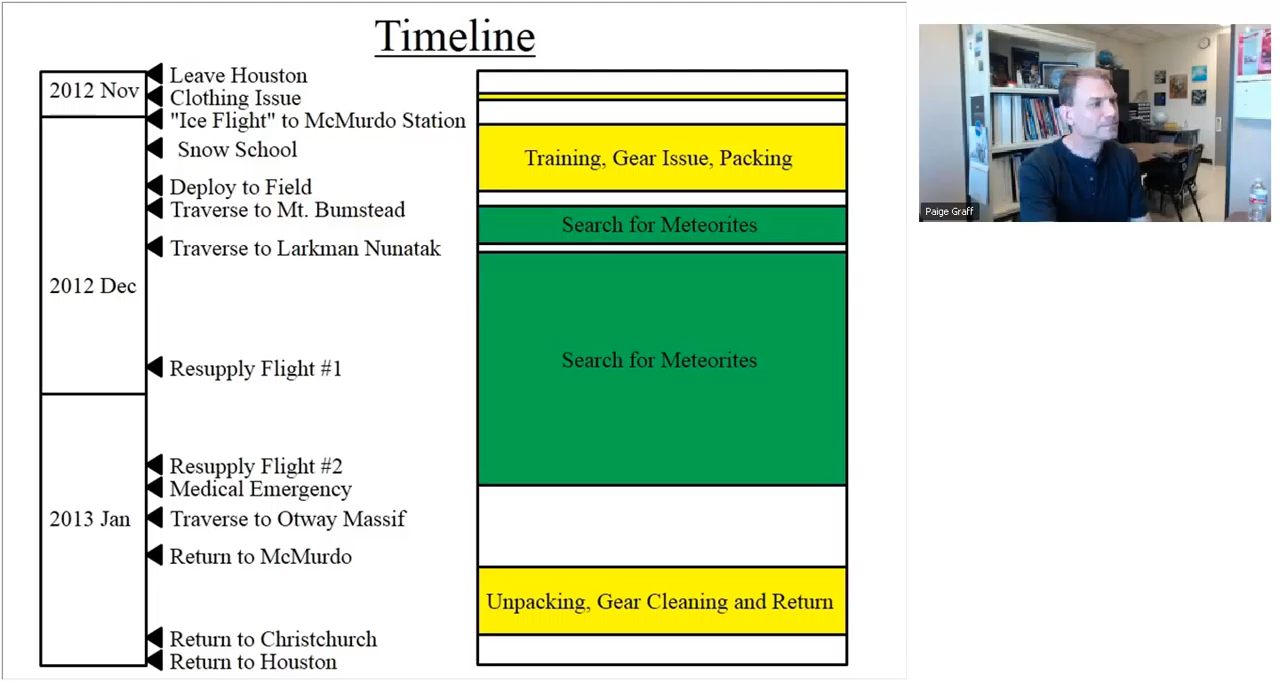 Timeline
2012 Nov
2012 Dec
2013 Jan
Leave Houston
Clothing Issue
"Ice Flight" to McMurdo Station
Snow School
Deploy to Field
Traverse to Mt. Bumstead
Traverse to Larkman Nunatak
Resupply Flight #1
Resupply Flight #2
Medical Emergency
Traverse to Otway Massif
Return to McMurdo
Return to Christchurch
Return to Houston
Training, Gear Issue, Packing
Search for Meteorites
Search for Meteorites
Unpacking, Gear Cleaning and Return
Paige Graff